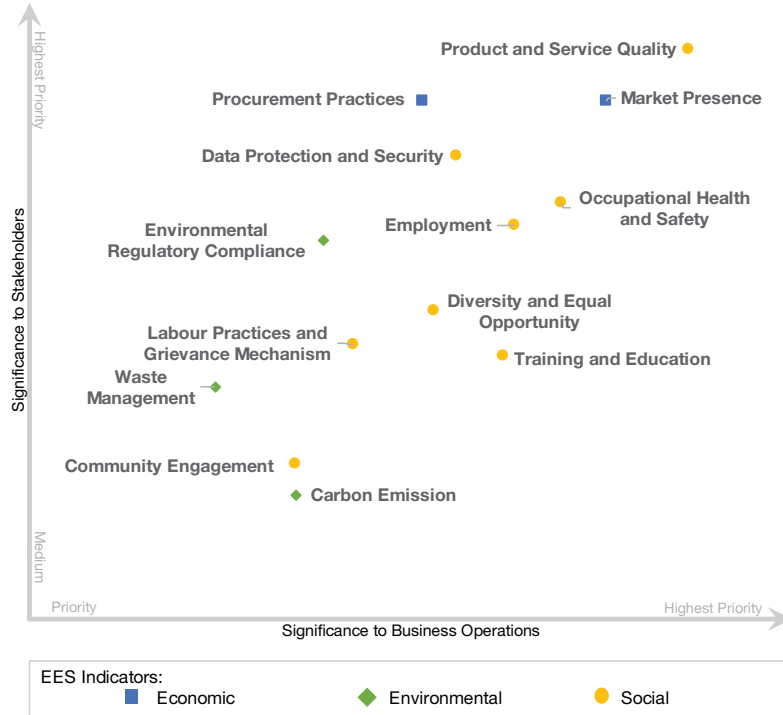 Highest Priority
Product and Service Quality
Procurement Practices
Market Presence
Data Protection and Security
Occupational Health
and Safety
Employment
Environmental
Regulatory Compliance
Significance to Stakeholders
Diversity and Equal
Opportunity
Labour Practices and
Grievance Mechanism
Training and Education
Waste
Management
Community Engagement
Carbon Emission
Medium
Priority
Highest Priority
Significance to Business Operations
EES Indicators:
Economic
Environmental
Social